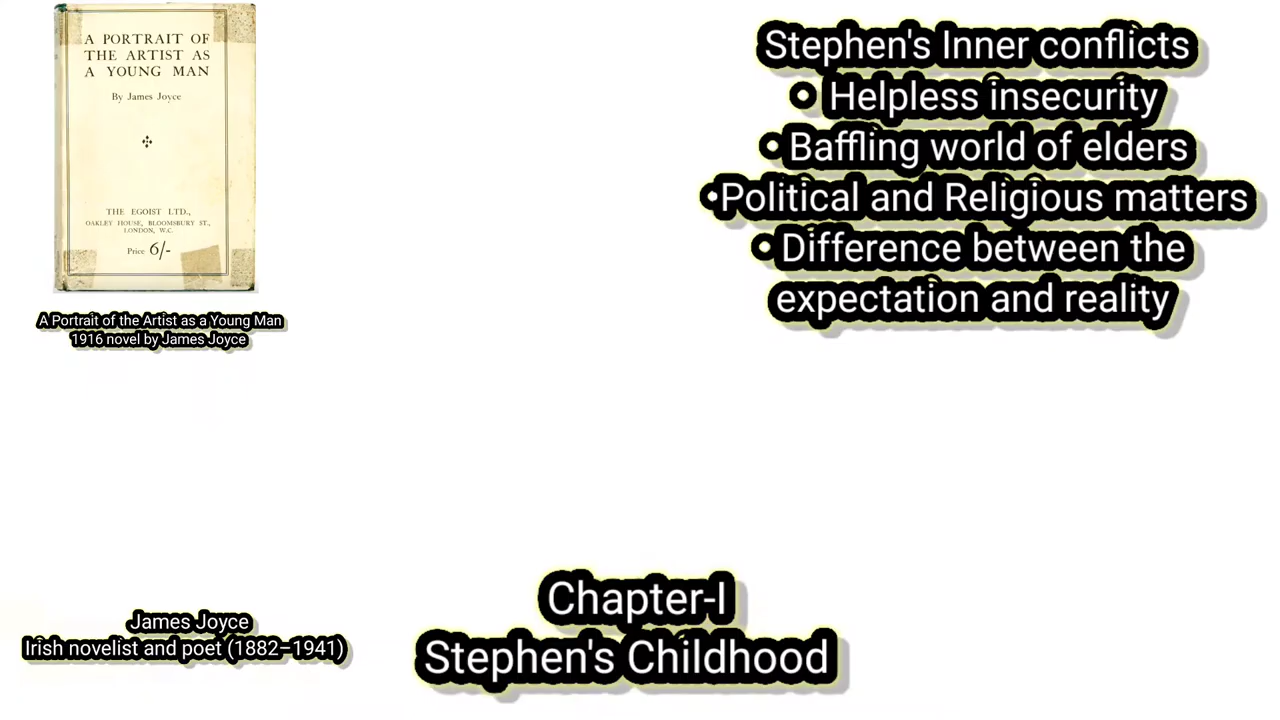 A PORTRAIT OF
THE ARTIST AS
A YOUNG MAN
By James Joyce
THE EGOIST LTD.,
OAKLEY HOUSE, BLOOMSBURY ST.,
LONDON, W.C.
Price 6/-
A Portrait of the Artist as a Young Man
1916 novel by James Joyce
Stephen's Inner conflicts
• Helpless insecurity
• Baffling world of elders
•Political and Religious matters
• Difference between the
expectation and reality
James Joyce
Irish novelist and poet (1882–1941)
Chapter-I
Stephen's Childhood